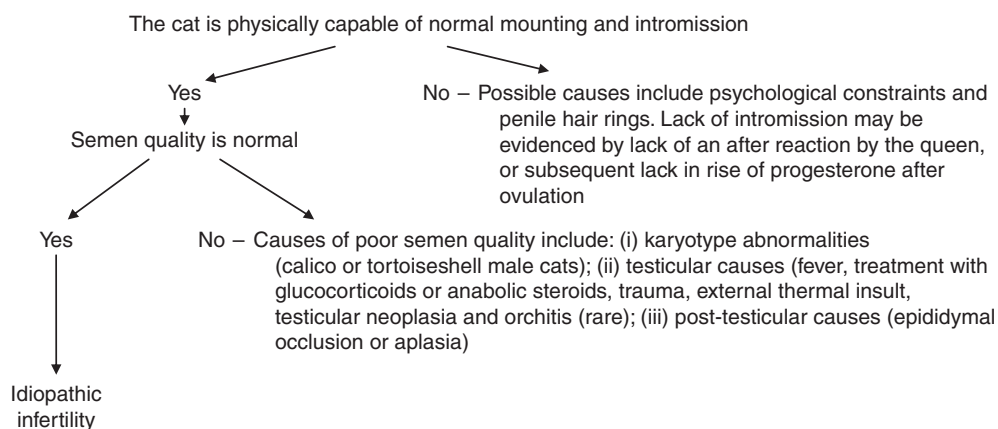 The cat is physically capable of normal mounting and intromission
Yes
No – Possible causes include psychological constraints and
penile hair rings. Lack of intromission may be
evidenced by lack of an after reaction by the queen,
or subsequent lack in rise of progesterone after
ovulation
Semen quality is normal
Yes
No – Causes of poor semen quality include: (i) karyotype abnormalities
(calico or tortoiseshell male cats); (ii) testicular causes (fever, treatment with
glucocorticoids or anabolic steroids, trauma, external thermal insult,
testicular neoplasia and orchitis (rare); (iii) post-testicular causes (epididymal
occlusion or aplasia)
Idiopathic
infertility